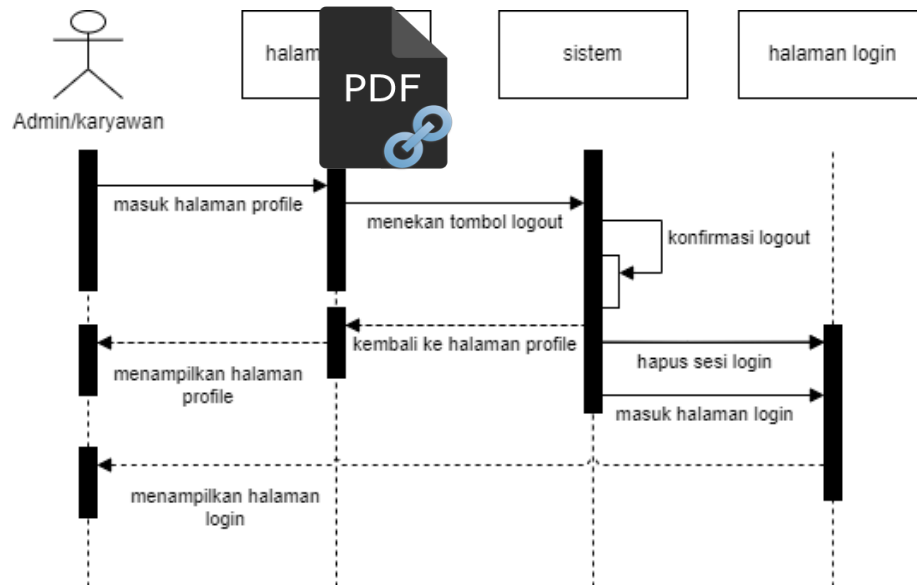 PDF
sistem
halaman login
Admin/karyawan
masuk halaman profile
menekan tombol logout
konfirmasi logout
kembali ke halaman profile
menampilkan halaman
profile
hapus sesi login
masuk halaman login
menampilkan halaman
login